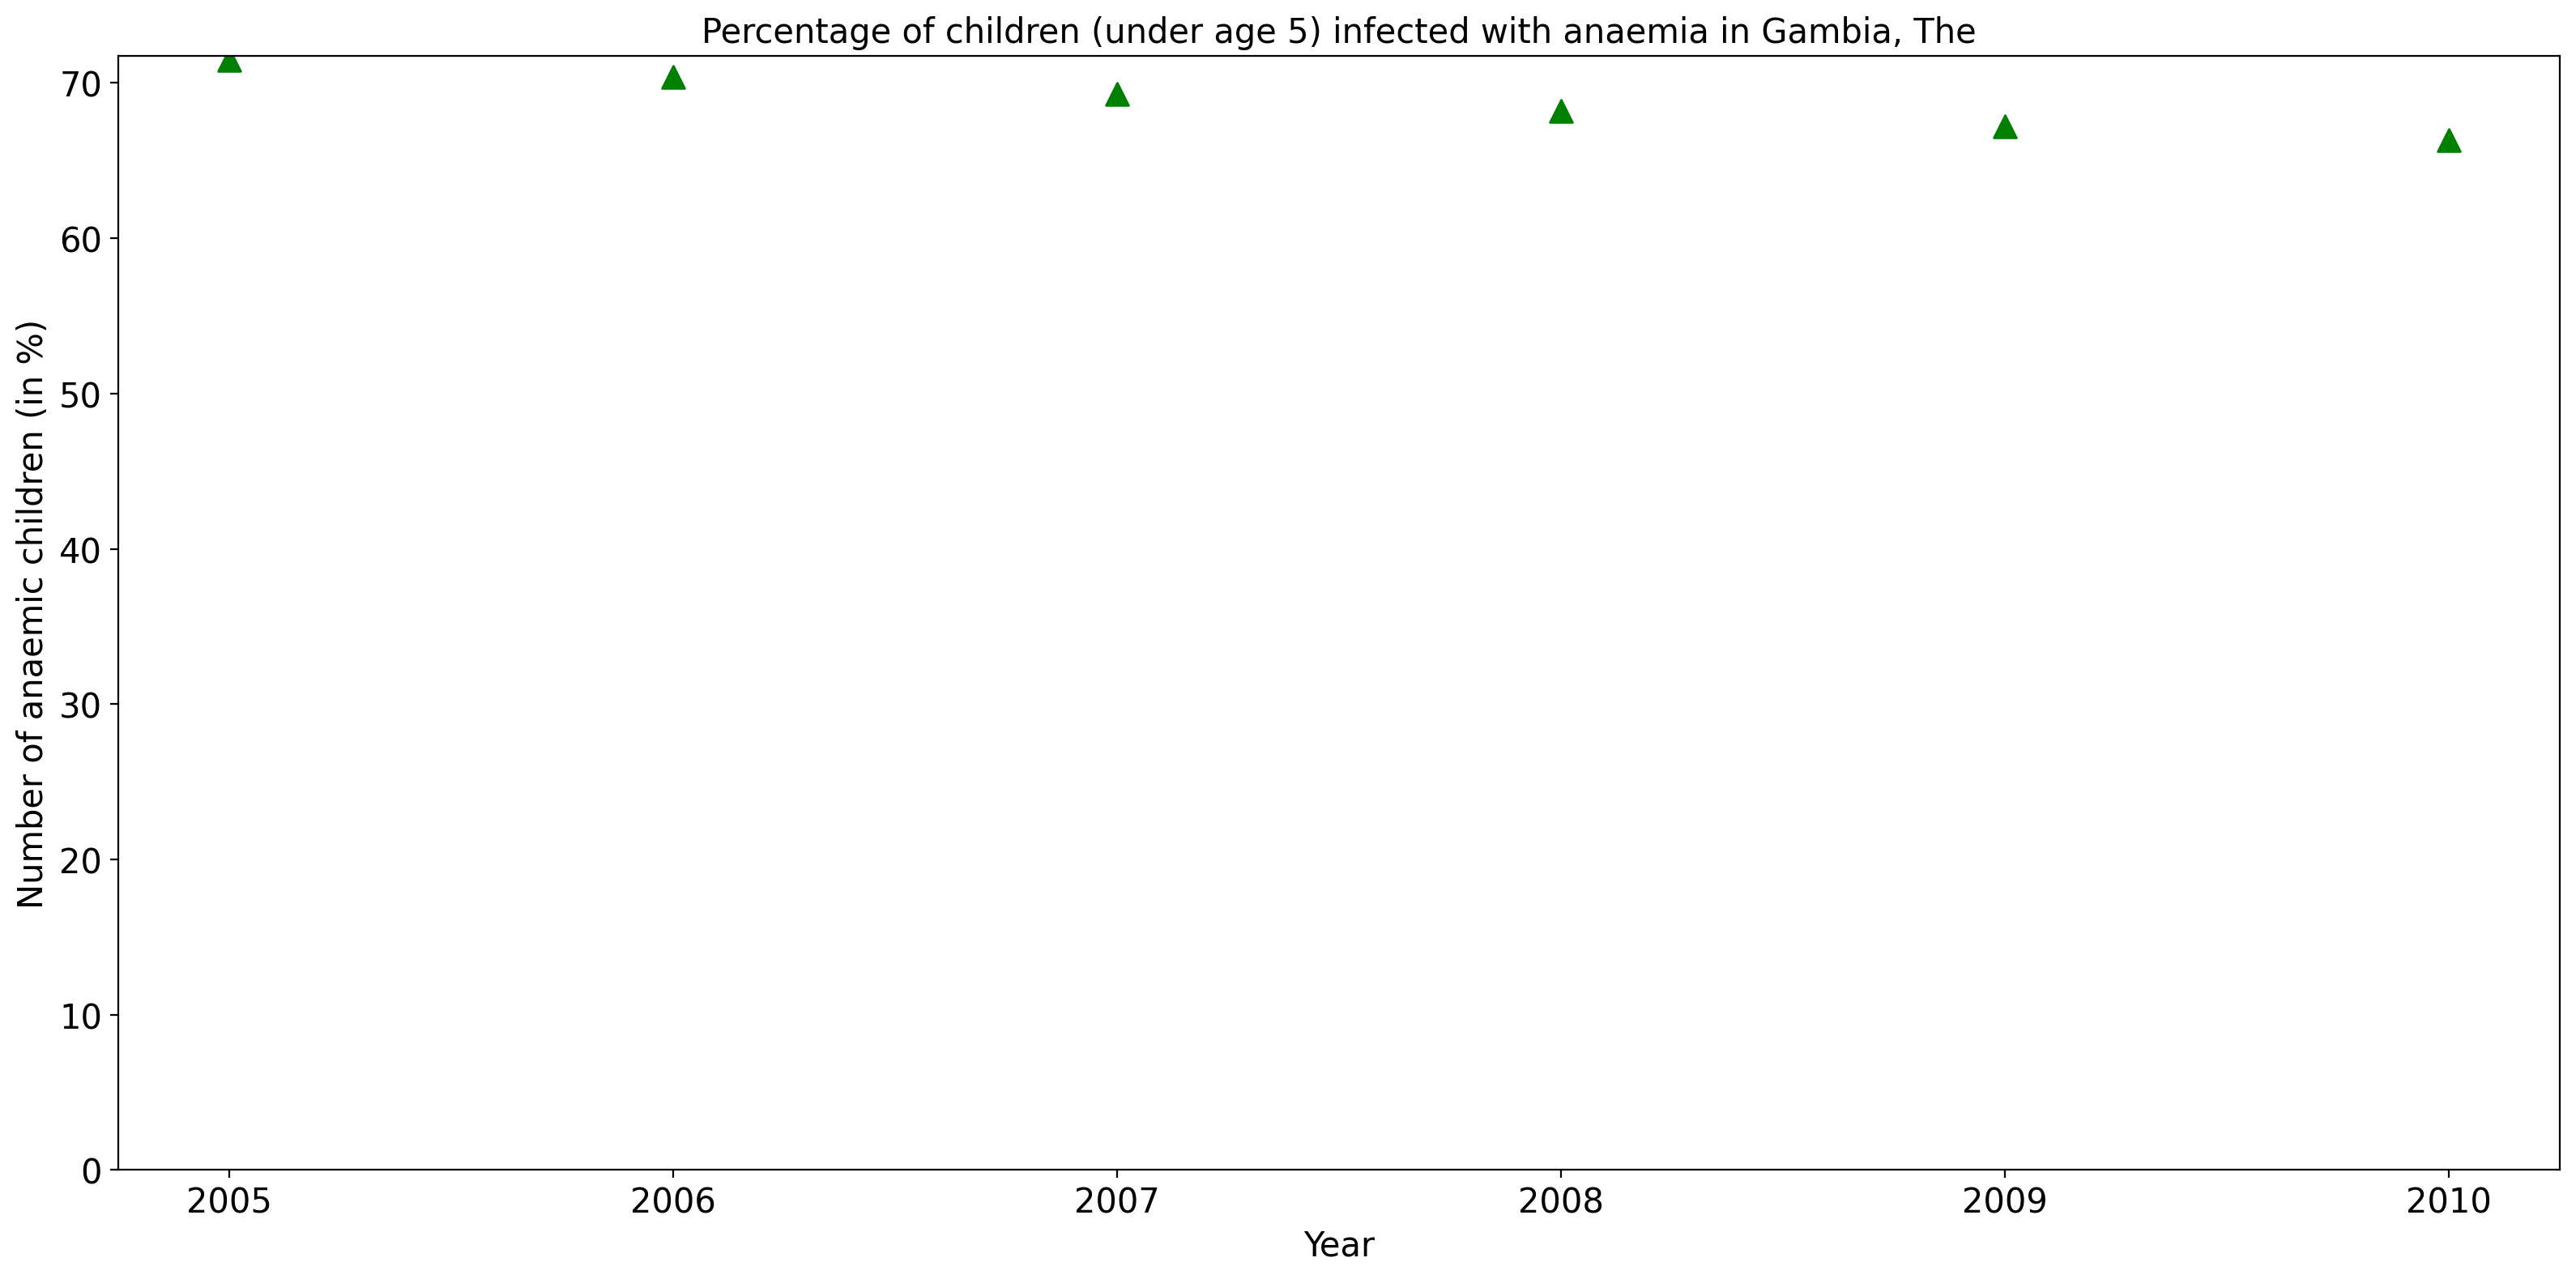 Percentage of children (under age 5) infected with anaemia in Gambia, The
Number of anaemic children (in %)
70
60
50
40
30
20
10
0
2005 2006 2007 2008 2009 2010
Year